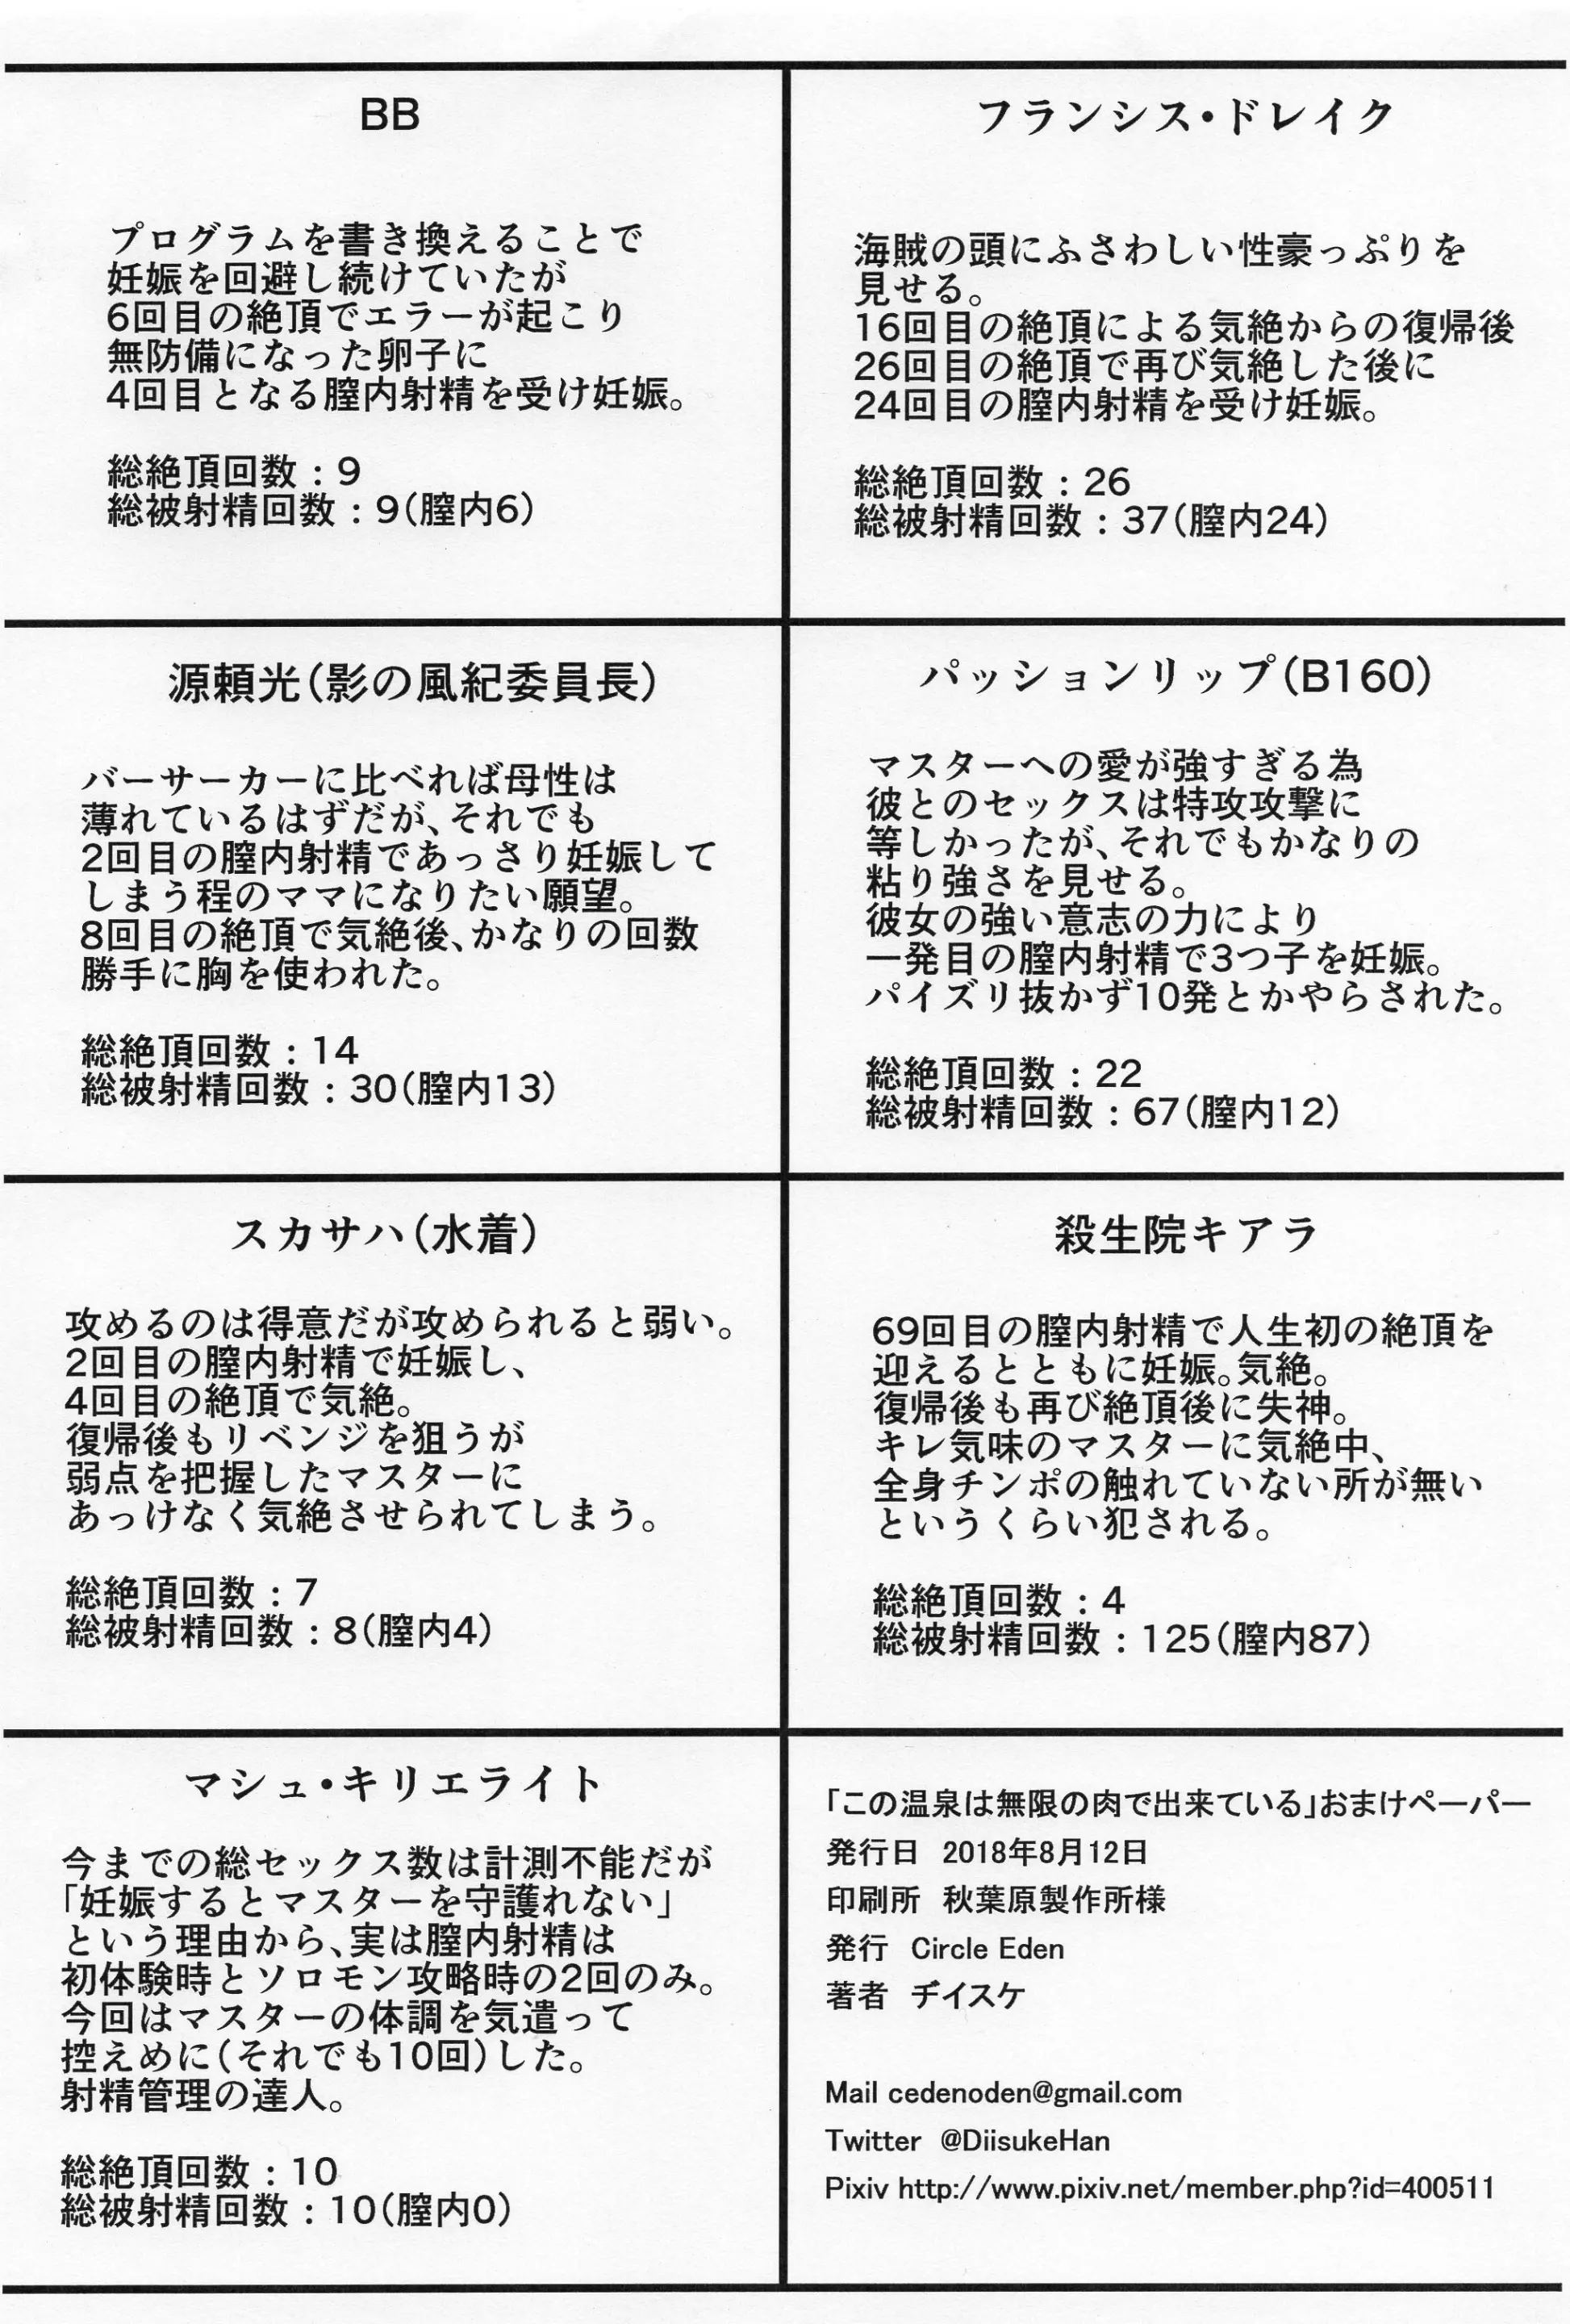 BB
プログラムを書き換えることで
妊娠を回避し続けていたが
6回目の絶頂でエラーが起こり
無防備になった卵子に
4回目となる膣内射精を受け妊娠。
総絶頂回数：9
総被射精回数：9(膣内6)
フランシス・ドレイク
海賊の頭にふさわしい性豪っぷりを
見せる。
16回目の絶頂による気絶からの復帰後
26回目の絶頂で再び気絶した後に
24回目の膣内射精を受け妊娠。
総絶頂回数：26
総被射精回数：37(膣内24)
源頼光(影の風紀委員長)
バーサーカーに比べれば母性は
薄れているはずだが、それでも
2回目の膣内射精であっさり妊娠して
しまう程のママになりたい願望。
8回目の絶頂で気絶後、かなりの回数
勝手に胸を使われた。
総絶頂回数：14
総被射精回数：30(膣内13)
パッションリップ(B160)
マスターへの愛が強すぎる為
彼とのセックスは特攻攻撃に
等しかったが、それでもかなりの
粘り強さを見せる。
彼女の強い意志の力により
一発目の膣内射精で3つ子を妊娠。
パイズリ抜かず10発とかやらされた。
総絶頂回数：22
総被射精回数：67(膣内12)
スカサハ(水着)
攻めるのは得意だが攻められると弱い。
2回目の膣内射精で妊娠し、
4回目の絶頂で気絶。
復帰後もリベンジを狙うが
弱点を把握したマスターに
あっけなく気絶させられてしまう。
総絶頂回数：7
総被射精回数：8(膣内4)
殺生院キアラ
69回目の膣内射精で人生初の絶頂を
迎えるとともに妊娠。気絶。
復帰後も再び絶頂後に失神。
キレ気味のマスターに気絶中、
全身チンポの触れていない所が無い
というくらい犯される。
総絶頂回数：4
総被射精回数：125(膣内87)
マシュ・キリエライト
今までの総セックス数は計測不能だが
「妊娠するとマスターを守護れない」
という理由から、実は膣内射精は
初体験時とソロモン攻略時の2回のみ。
今回はマスターの体調を気遣って
控えめに(それでも10回)した。
射精管理の達人。
総絶頂回数：10
総被射精回数：10(膣内0)
「この温泉は無限の肉で出来ている」おまけペーパー
発行日 2018年8月12日
印刷所 秋葉原製作所様
発行 Circle Eden
著者 ヂイスケ
Mail cedenoden@gmail.com
Twitter @DiisukeHan
Pixiv http://www.pixiv.net/member.php?id=400511